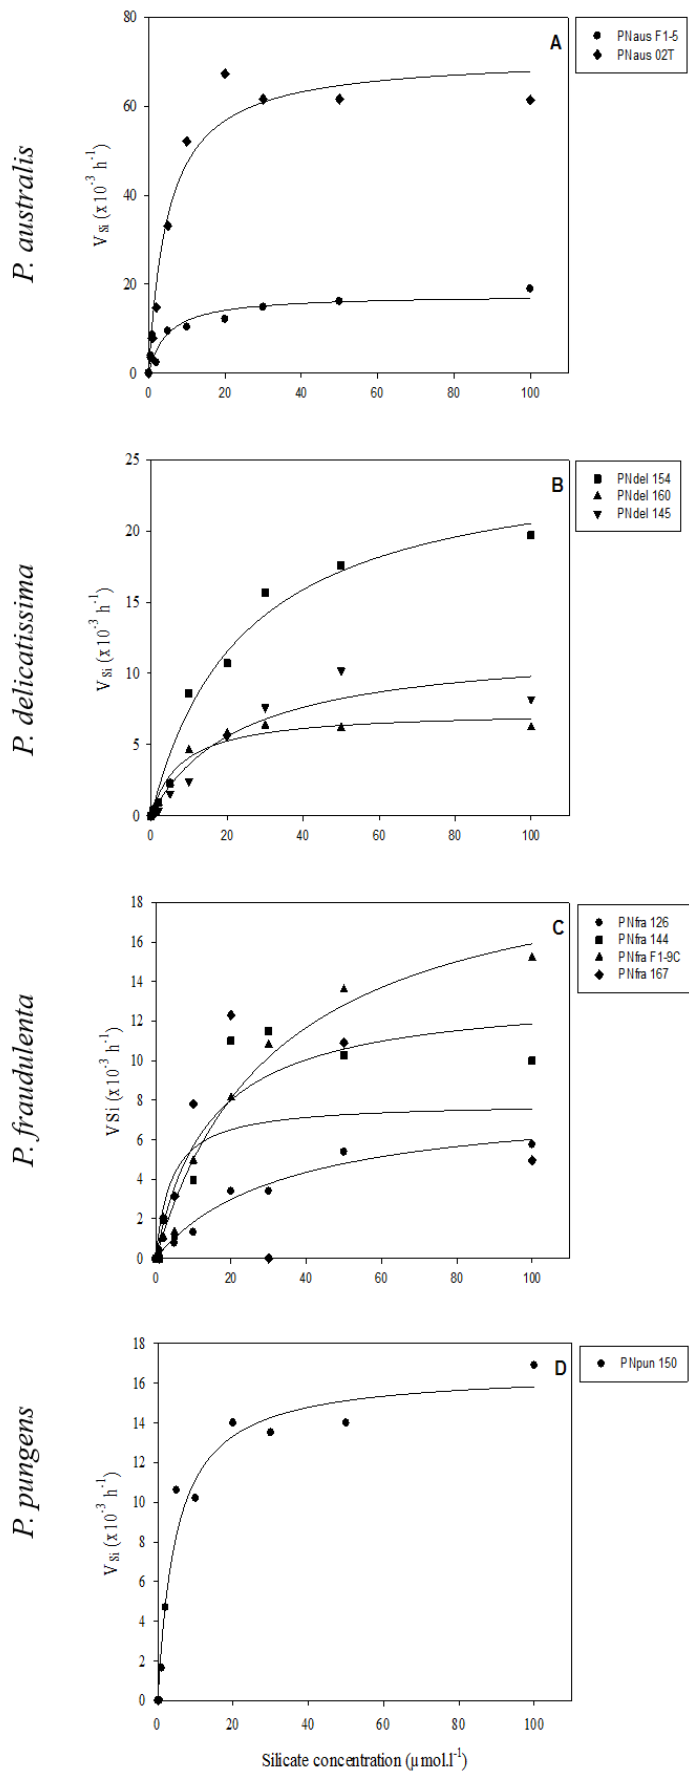 P. australis
80
60
40
20
0
V Si (x10-3 h-1)
A
0 20 40 60 80 100
PNaus F1-5
PNaus 02T
P. delicatissima
25
20
15
10
5
0
V Si (x10-3 h-1)
B
0 20 40 60 80 100
PNdel 154
PNdel 160
PNdel 145
P. fraudulenta
18
16
14
12
10
8
6
4
2
0
V Si (x10-3 h-1)
C
0 20 40 60 80 100
PNfra 126
PNfra 144
PNfra F1-9C
PNfra 167
P. pungens
18
16
14
12
10
8
6
4
2
0
V Si (x10-3 h-1)
D
0 20 40 60 80 100
PNpun 150
Silicate concentration (µmol.l-1)